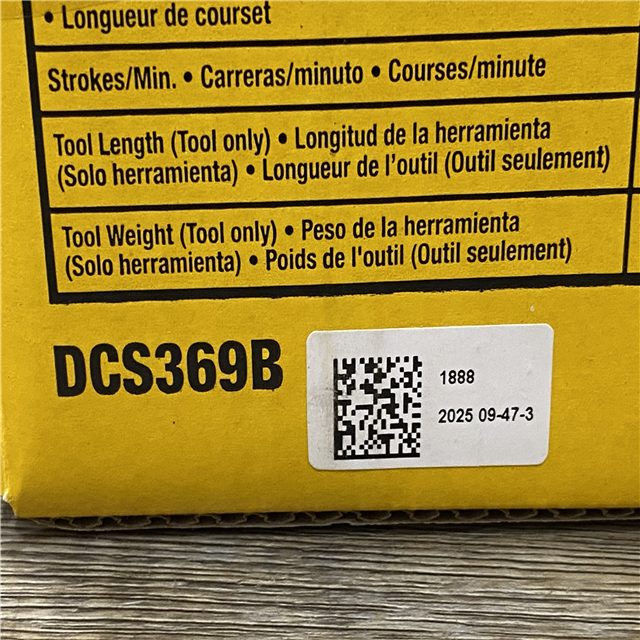 • Longueur de courset
Strokes/Min. • Carreras/minuto • Courses/minute
Tool Length (Tool only) • Longitud de la herramienta
(Solo herramienta) • Longueur de l'outil (Outil seulement)
Tool Weight (Tool only) • Peso de la herramienta
(Solo herramienta) • Poids de l'outil (Outil seulement)
DCS369B
1888
2025 09-47-3